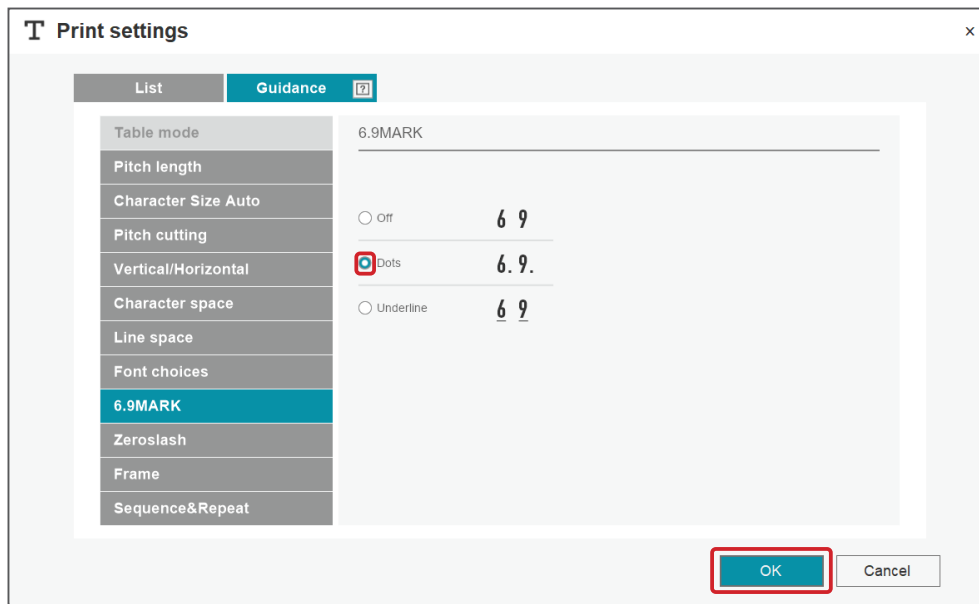 T Print settings ×
List Guidance ?
Table mode
Pitch length
Character Size Auto
Pitch cutting
Vertical/Horizontal
Character space
Line space
Font choices
6.9MARK
Zeroslash
Frame
Sequence&Repeat
6.9MARK
Off 6 9
Dots 6. 9.
Underline 6 9
OK Cancel